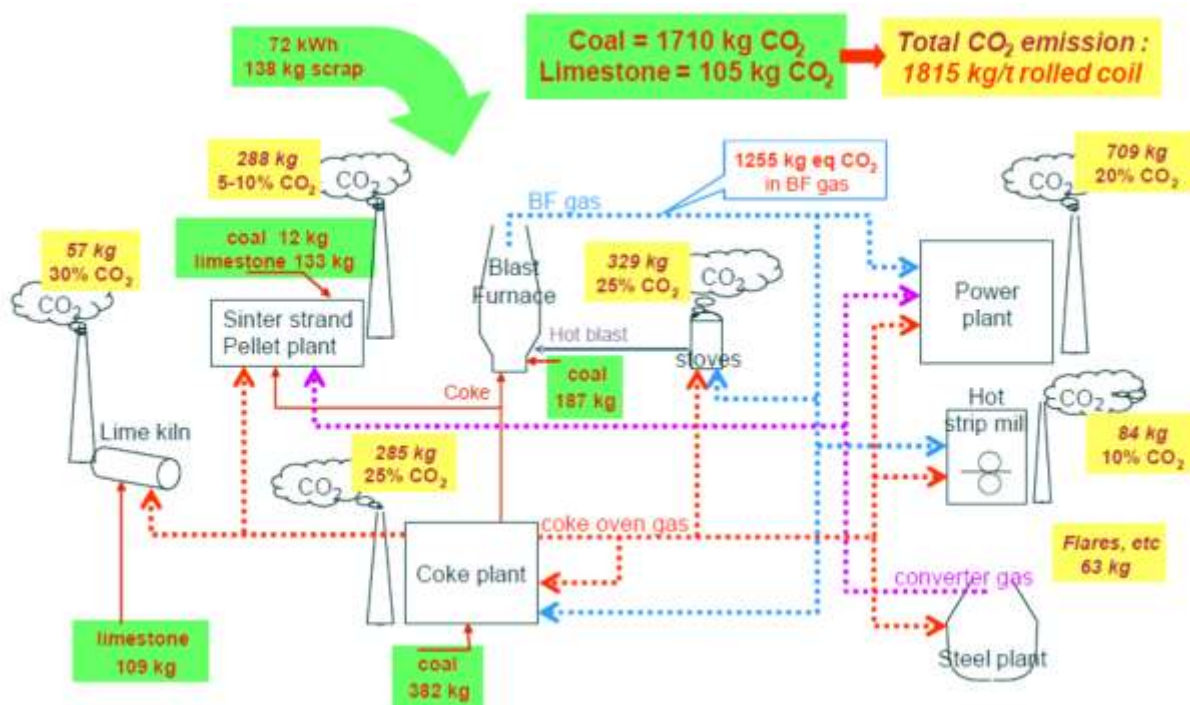 72 kWh
138 kg scrap
Coal = 1710 kg CO₂
Limestone = 105 kg CO₂
Total CO₂ emission :
1815 kg/t rolled coil
288 kg
5-10% CO₂
CO₂
1255 kg eq CO₂
in BF gas
709 kg
20% CO₂
CO₂
BF gas
57 kg
30% CO₂
CO₂
coal 12 kg
limestone 133 kg
Blast
Furnace
329 kg
25% CO₂
CO₂
Power
plant
Sinter strand
Pellet plant
Hot blast
stoves
coal
187 kg
Coke
Hot
strip mill
CO₂
84 kg
10% CO₂
Lime kiln
285 kg
25% CO₂
CO₂
coke oven gas
Coke plant
Flares, etc
63 kg
converter gas
Steel plant
limestone
109 kg
coal
382 kg